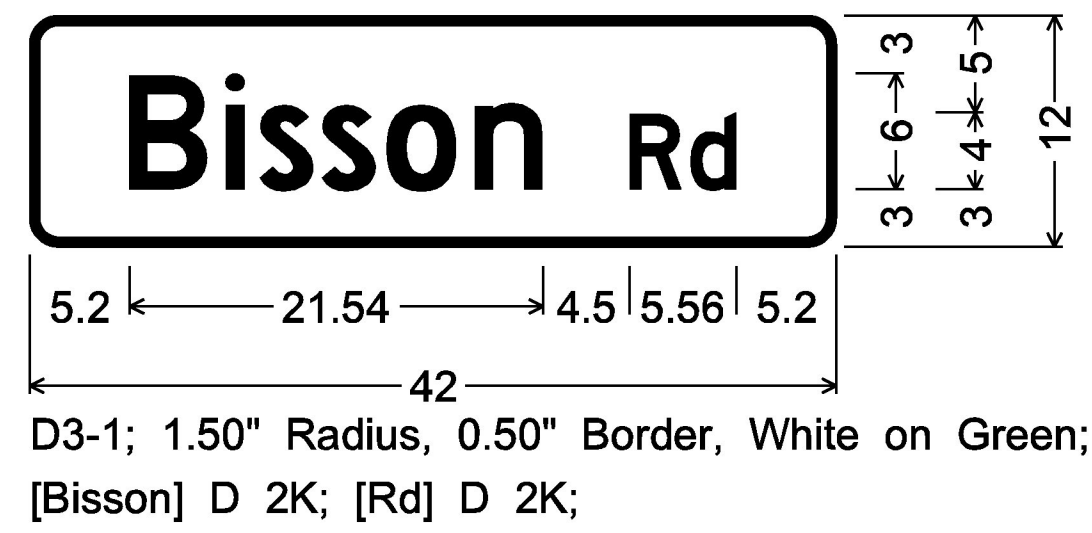 Bisson Rd
3 5
6 4 12
3 3
5.2 21.54 4.5 5.56 5.2
42
D3-1; 1.50" Radius, 0.50" Border, White on Green;
[Bisson] D 2K; [Rd] D 2K;